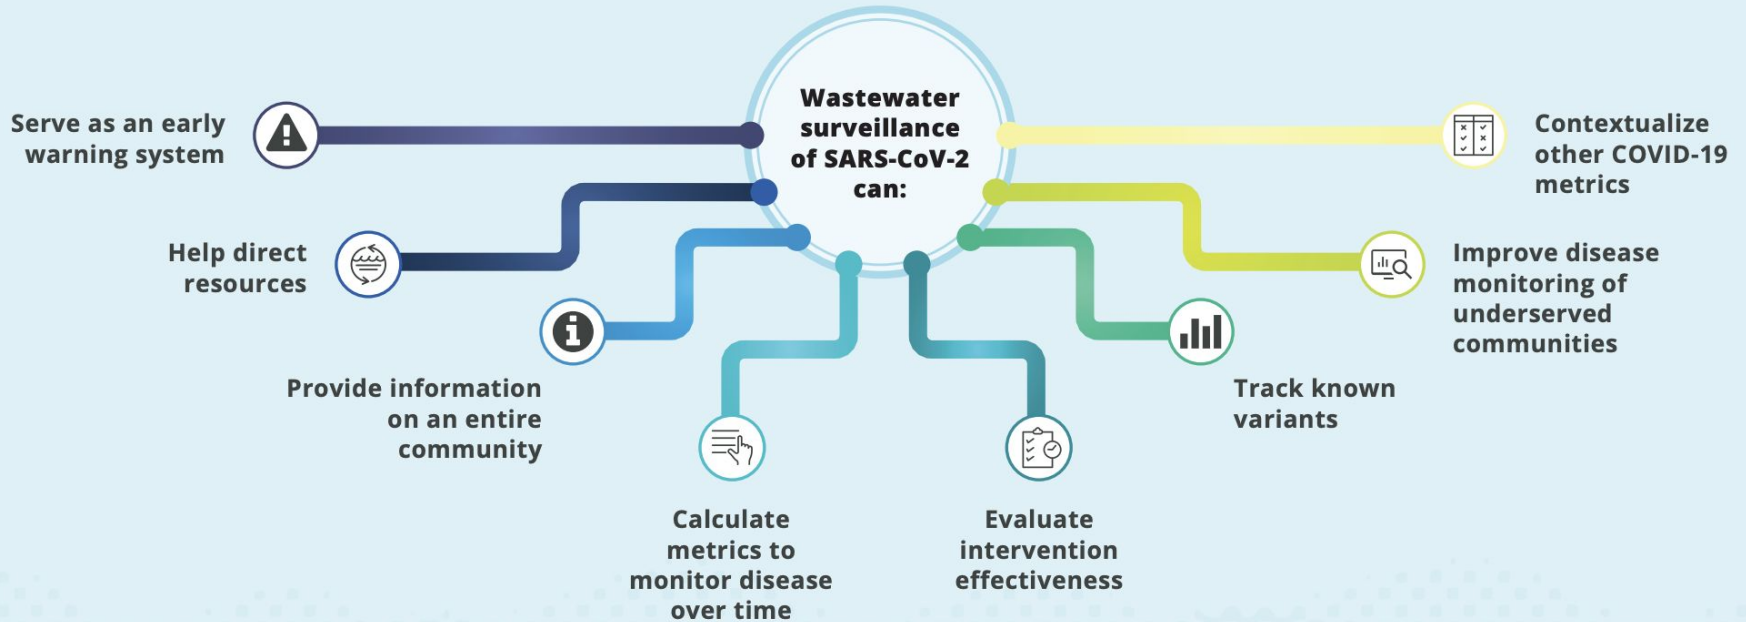 Wastewater
surveillance
of SARS-CoV-2
can:
Serve as an early
warning system
Help direct
resources
Provide information
on an entire
community
Calculate
metrics to
monitor disease
over time
Evaluate
intervention
effectiveness
Track known
variants
Improve disease
monitoring of
underserved
communities
Contextualize
other COVID-19
metrics